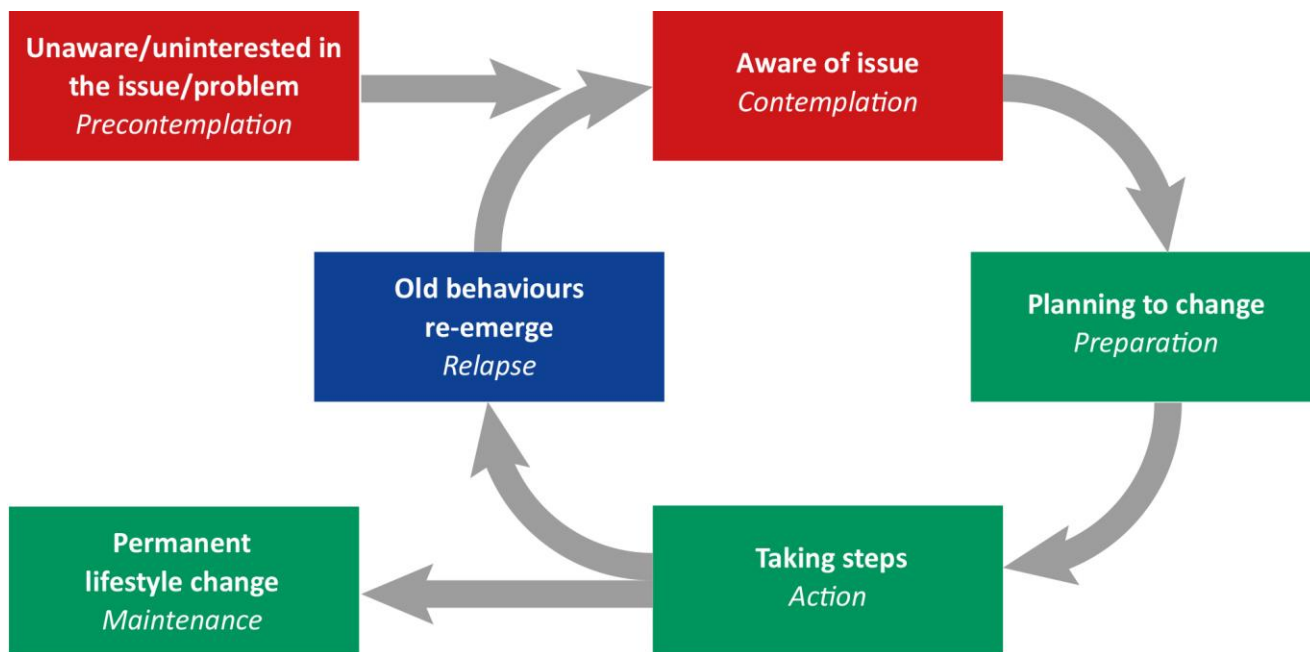 Unaware/uninterested in
the issue/problem
Precontemplation
Aware of issue
Contemplation
Old behaviours
re-emerge
Relapse
Planning to change
Preparation
Permanent
lifestyle change
Maintenance
Taking steps
Action